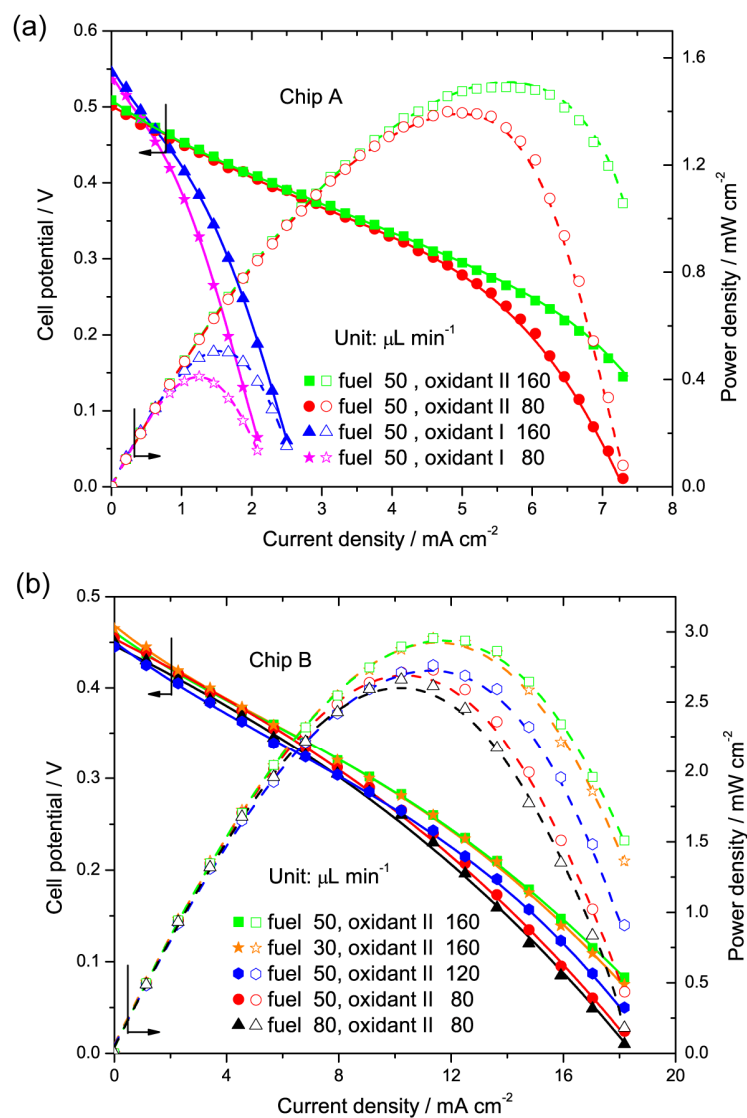 (a)
Chip A
Cell potential / V
0.6
0.5
0.4
0.3
0.2
0.1
0.0
Power density / mW cm-2
1.6
1.2
0.8
0.4
0.0
Unit: μL min-1
fuel 50 , oxidant II 160
fuel 50 , oxidant II 80
fuel 50 , oxidant I 160
fuel 50 , oxidant I 80
0 1 2 3 4 5 6 7 8
Current density / mA cm-2
(b)
Chip B
Cell potential / V
0.5
0.4
0.3
0.2
0.1
0.0
Power density / mW cm-2
3.0
2.5
2.0
1.5
1.0
0.5
0.0
Unit: μL min-1
fuel 50, oxidant II 160
fuel 30, oxidant II 160
fuel 50, oxidant II 120
fuel 50, oxidant II 80
fuel 80, oxidant II 80
0 4 8 12 16 20
Current density / mA cm-2